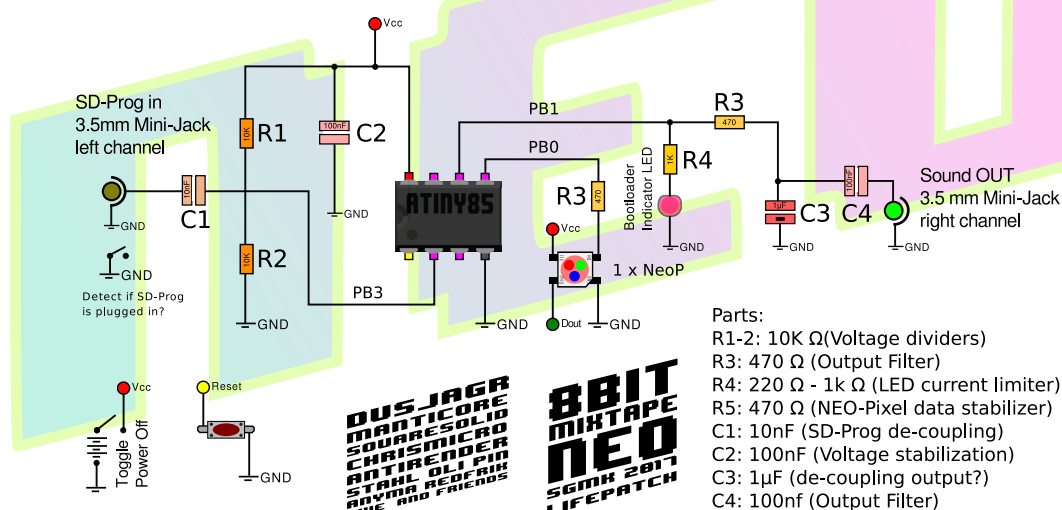 Vcc
SD-Prog in
3.5mm Mini-Jack
left channel
10K
R1
100nF
C2
PB1
R3
470
PB0
1K
R4
10nF
C1
GND
ATINY85
R3
470
Bootloader
Indicator LED
100nF
C4
1µF
C3
Sound OUT
3.5 mm Mini-Jack
right channel
GND
GND
GND
GND
GND
Detect if SD-Prog
is plugged in?
10K
R2
Vcc
1 x NeoP
PB3
GND
GND
Dout
GND
Parts:
R1-2: 10K Ω(Voltage dividers)
R3: 470 Ω (Output Filter)
R4: 220 Ω - 1k Ω (LED current limiter)
R5: 470 Ω (NEO-Pixel data stabilizer)
C1: 10nF (SD-Prog de-coupling)
C2: 100nF (Voltage stabilization)
C3: 1µF (de-coupling output?)
C4: 100nf (Output Filter)
Vcc
Toggle
Power Off
Reset
GND
DUSJAGR
MANTICORE
SQUARESOLID
CHRISMICRO
ANTIRENDER
STAHL OLI PIN
ANYMA REDFRIK
AND FRIENDS
8BIT
MIXTAPE
NEO
SGMK 2017
LIFEPATCH